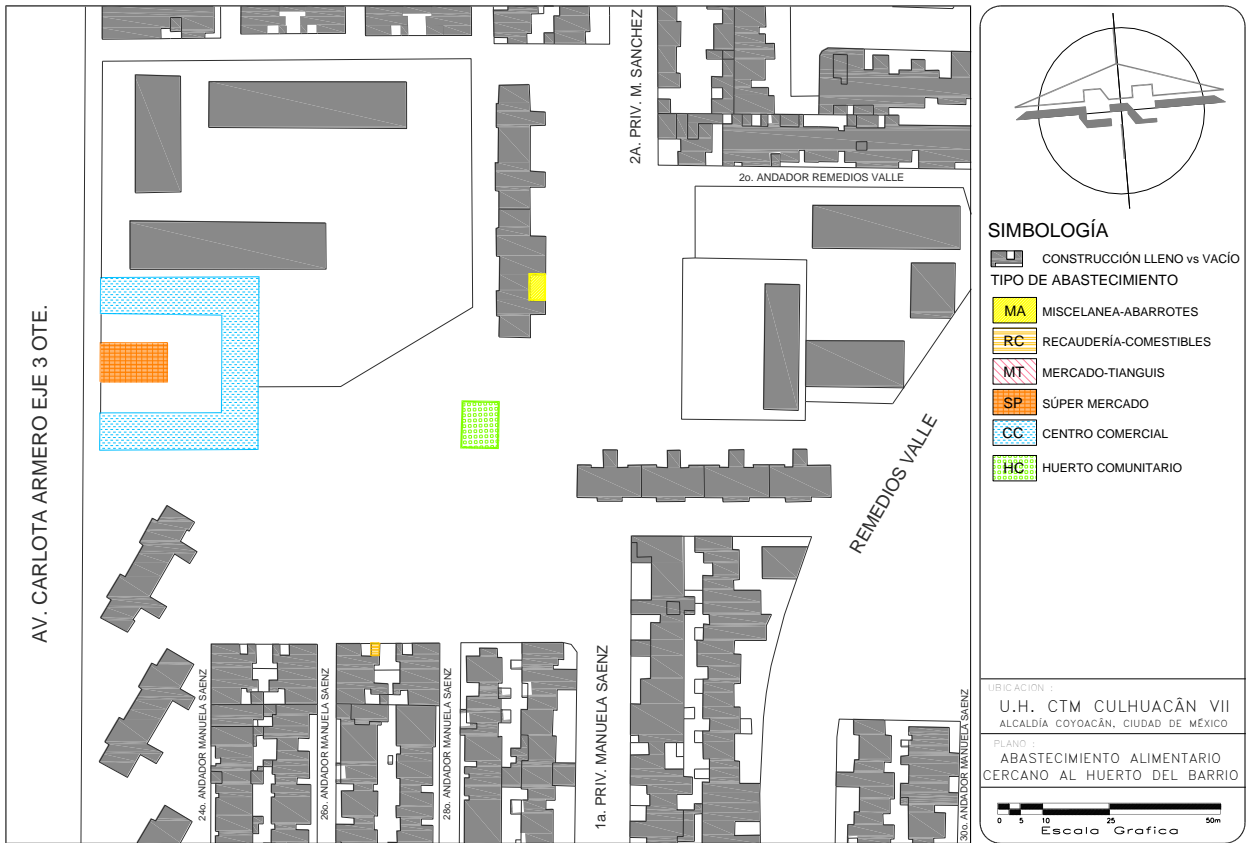 AV. CARLOTA ARMERO EJE 3 OTE.
2A. PRIV. M. SANCHEZ
2o. ANDADOR REMEDIOS VALLE
REMEDIOS VALLE
24o. ANDADOR MANUELA SAENZ
26o. ANDADOR MANUELA SAENZ
28o. ANDADOR MANUELA SAENZ
1a. PRIV. MANUELA SAENZ
30o. ANDADOR MANUELA SAENZ
SIMBOLOGÍA
CONSTRUCCIÓN LLENO vs VACÍO
TIPO DE ABASTECIMIENTO
MA MISCELANEA-ABARROTES
RC RECAUDERÍA-COMESTIBLES
MT MERCADO-TIANGUIS
SP SÚPER MERCADO
CC CENTRO COMERCIAL
HC HUERTO COMUNITARIO
UBICACION :
U.H. CTM CULHUACÂN VII
ALCALDÍA COYOACÂN, CIUDAD DE MÉXICO
PLANO :
ABASTECIMIENTO ALIMENTARIO
CERCANO AL HUERTO DEL BARRIO
0 5 10 25 50m
Escala Grafica